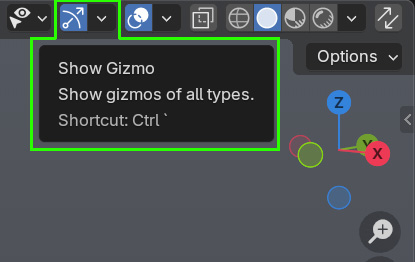 Show Gizmo
Show gizmos of all types.
Shortcut: Ctrl `
Options
Z
Y
X